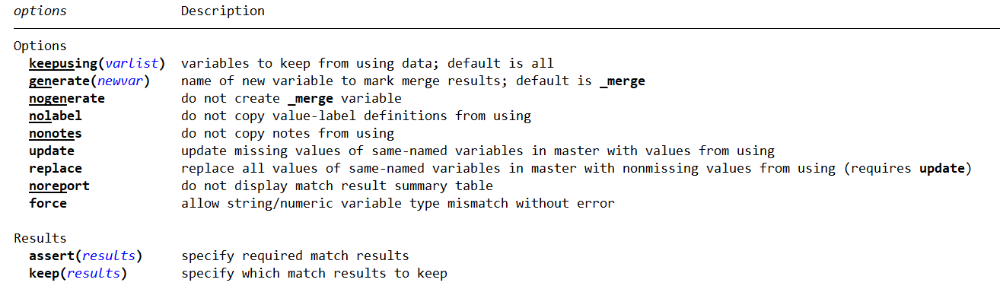 options Description
Options
keepusing(varlist) variables to keep from using data; default is all
generate(newvar) name of new variable to mark merge results; default is _merge
nogenerate do not create _merge variable
nolabel do not copy value-label definitions from using
nonotes do not copy notes from using
update update missing values of same-named variables in master with values from using
replace replace all values of same-named variables in master with nonmissing values from using (requires update)
noreport do not display match result summary table
force allow string/numeric variable type mismatch without error
Results
assert(results) specify required match results
keep(results) specify which match results to keep